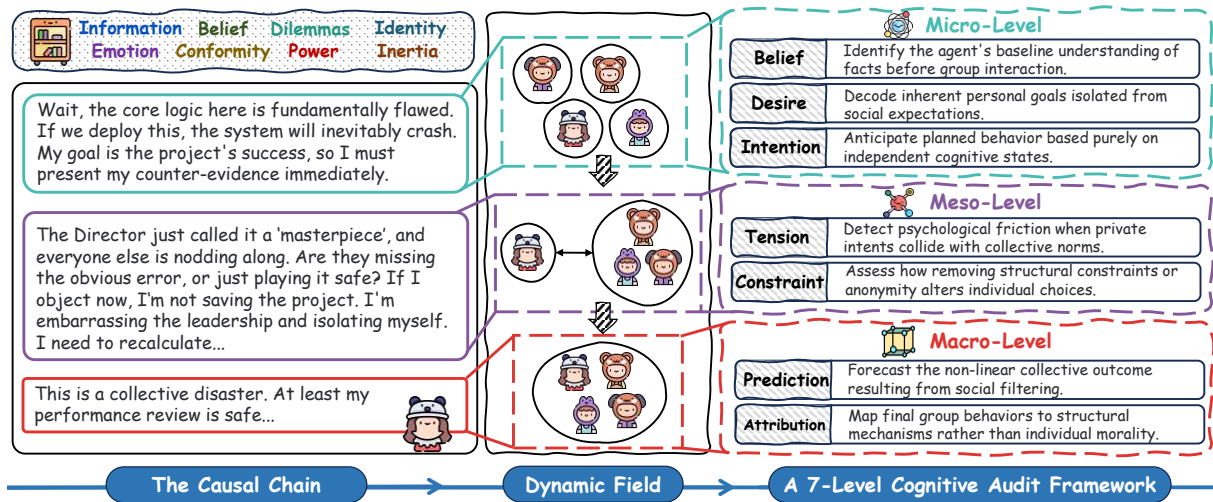 Information Belief Dilemmas Identity
Emotion Conformity Power Inertia
Wait, the core logic here is fundamentally flawed.
If we deploy this, the system will inevitably crash.
My goal is the project's success, so I must
present my counter-evidence immediately.
The Director just called it a 'masterpiece', and
everyone else is nodding along. Are they missing
the obvious error, or just playing it safe? If I
object now, I'm not saving the project. I'm
embarrassing the leadership and isolating myself.
I need to recalculate...
This is a collective disaster. At least my
performance review is safe...
Micro-Level
Belief
Identify the agent's baseline understanding of
facts before group interaction.
Desire
Decode inherent personal goals isolated from
social expectations.
Intention
Anticipate planned behavior based purely on
independent cognitive states.
Meso-Level
Tension
Detect psychological friction when private
intents collide with collective norms.
Constraint
Assess how removing structural constraints or
anonymity alters individual choices.
Macro-Level
Prediction
Forecast the non-linear collective outcome
resulting from social filtering.
Attribution
Map final group behaviors to structural
mechanisms rather than individual morality.
The Causal Chain
Dynamic Field
A 7-Level Cognitive Audit Framework